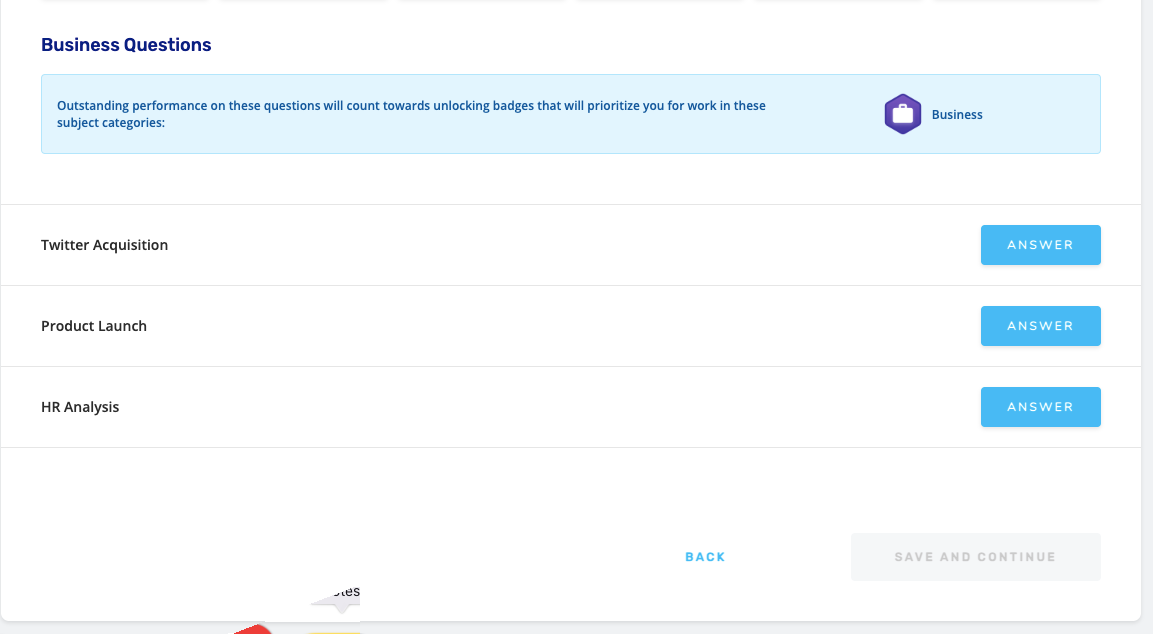 Business Questions
Outstanding performance on these questions will count towards unlocking badges that will prioritize you for work in these
subject categories:
Business
Twitter Acquisition
ANSWER
Product Launch
ANSWER
HR Analysis
ANSWER
BACK
SAVE AND CONTINUE